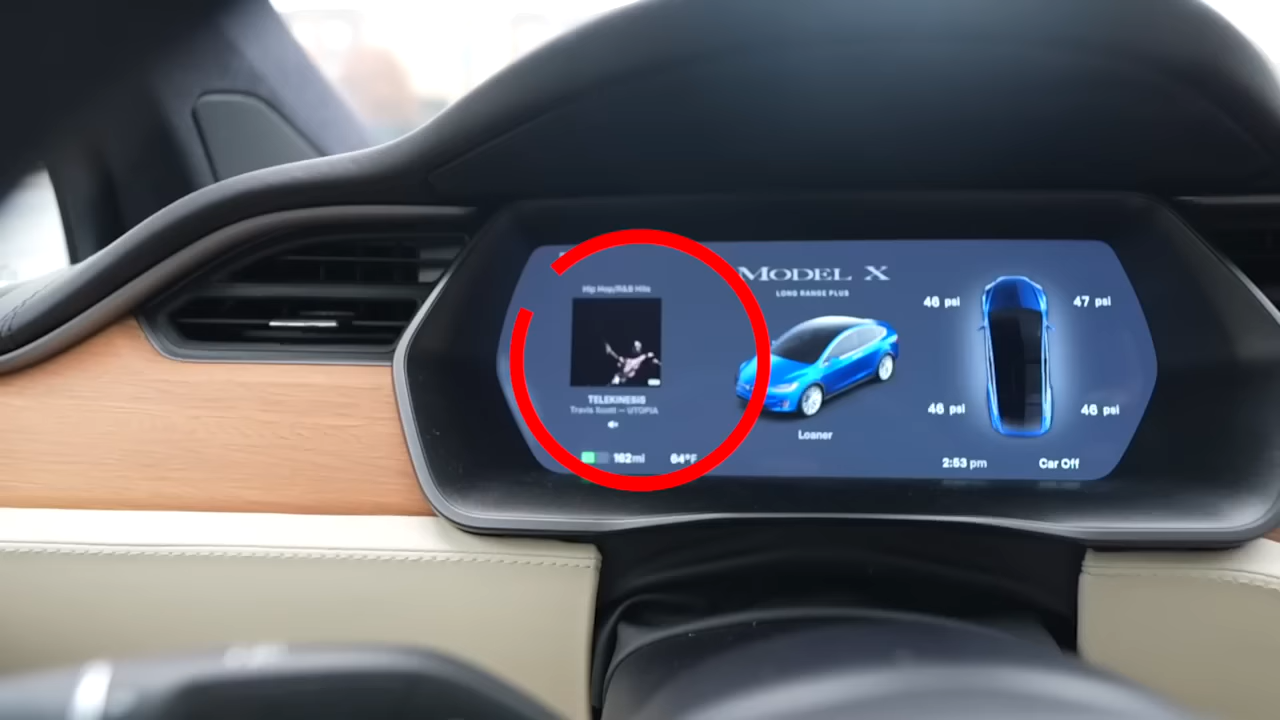 Hip Hop/R&B Hits
TELEKINESIS
Travis Scott — UTOPIA
162mi
64°F
MODEL X
LONG RANGE PLUS
Loaner
46 psi
47 psi
46 psi
46 psi
2:53 pm
Car Off